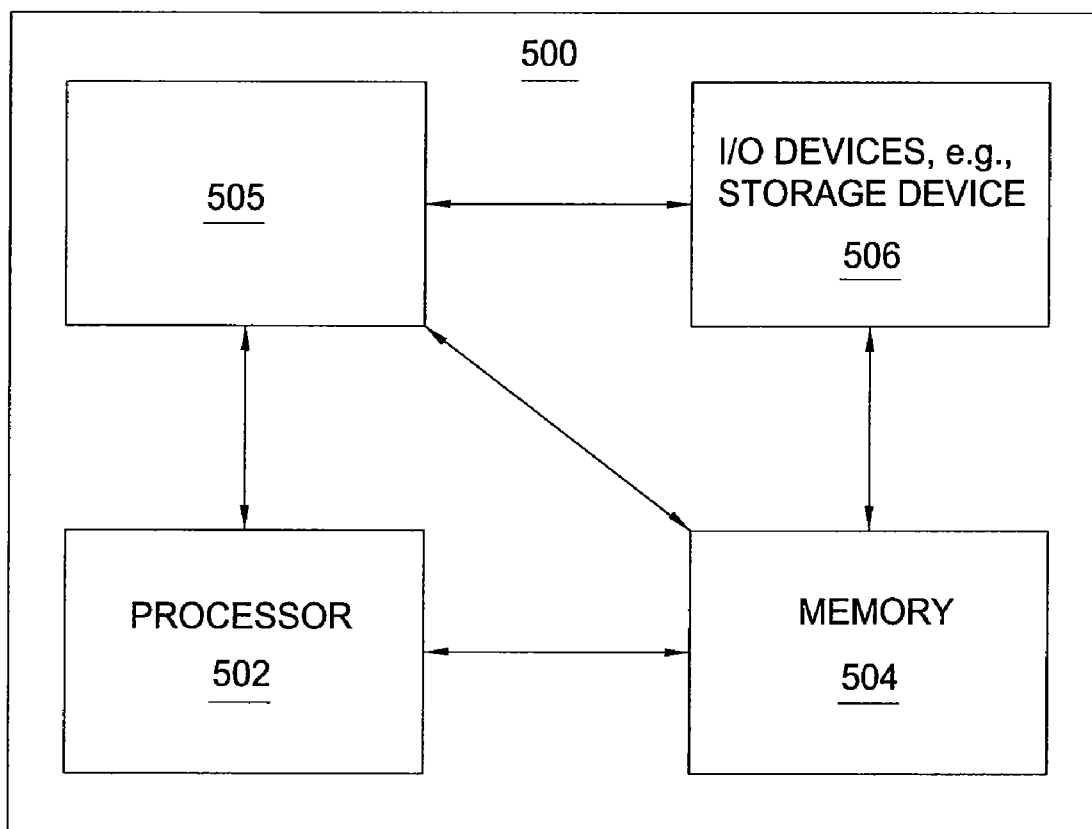 500
505
I/O DEVICES, e.g.,
STORAGE DEVICE
506
PROCESSOR
502
MEMORY
504